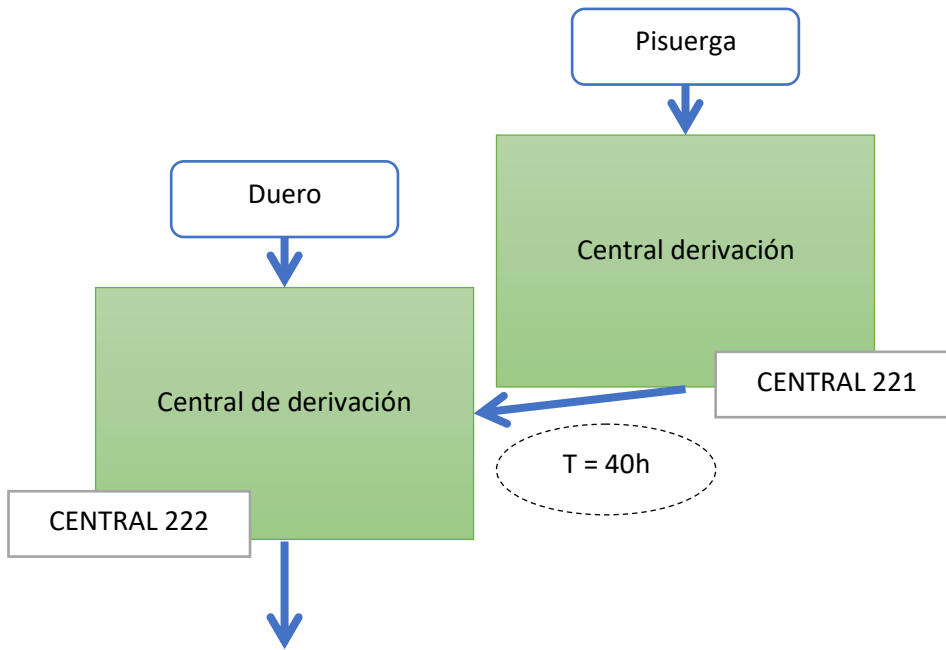 Pisuerga
Duero
Central derivación
CENTRAL 221
Central de derivación
T = 40h
CENTRAL 222